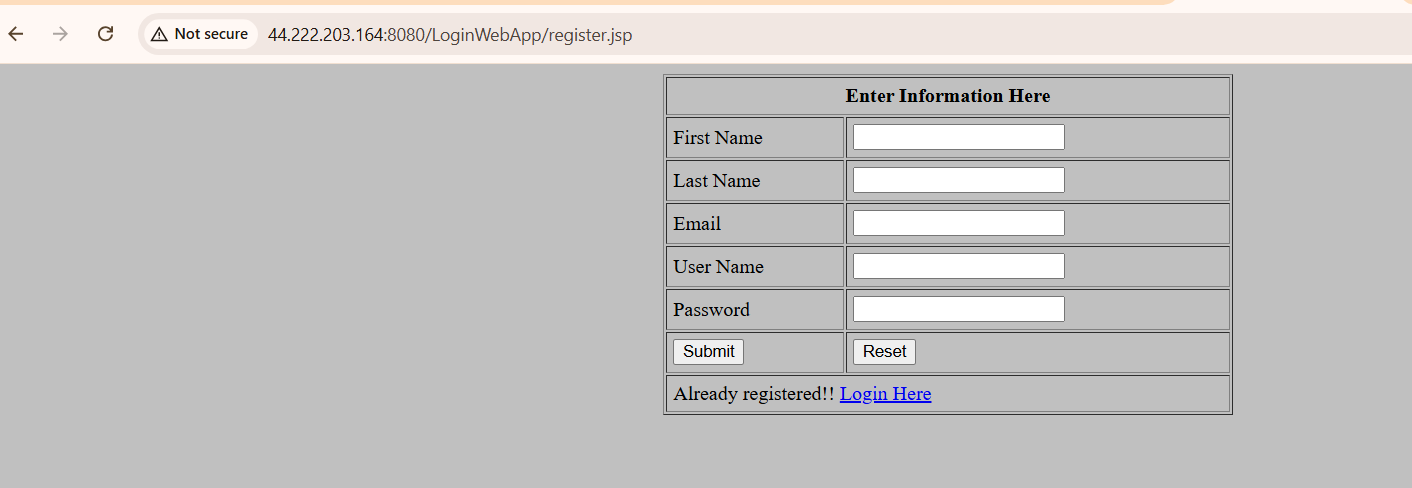 Not secure 44.222.203.164:8080/LoginWebApp/register.jsp
Enter Information Here
First Name
Last Name
Email
User Name
Password
Submit Reset
Already registered!! Login Here